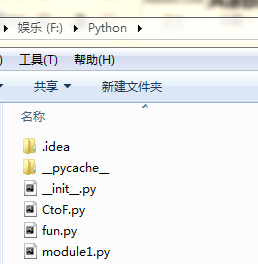 娱乐 (F:) Python
) 工具(T) 帮助(H)
共享 新建文件夹
名称
.idea
__pycache__
__init__.py
CtoF.py
fun.py
module1.py